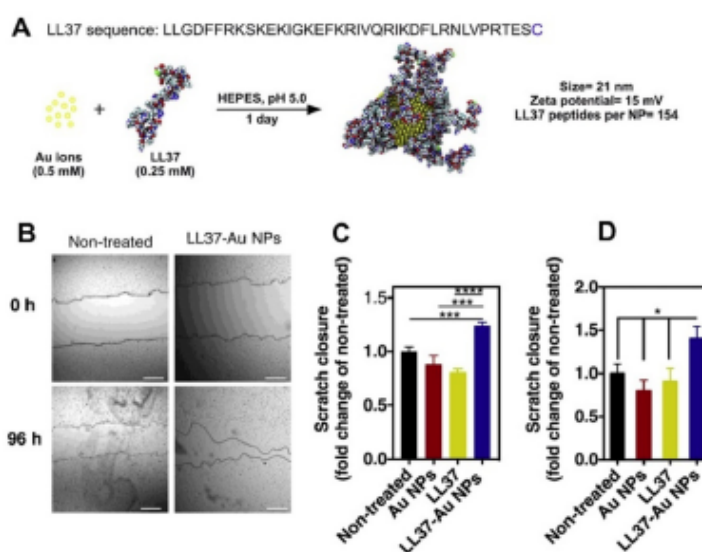 A LL37 sequence: LLGDFFRKSKEKIGKEFKRIVQRIKDFLRNLVPRTESC
Au ions
(0.5 mM)
+
LL37
(0.25 mM)
HEPES, pH 5.0
1 day
Size= 21 nm
Zeta potential= 15 mV
LL37 peptides per NP= 154
B
Non-treated
LL37-Au NPs
0 h
96 h
C
Scratch closure
(fold change of non-treated)
1.5
1.0
0.5
0.0
****
***
***
Non-treated
Au NPs
LL37
LL37-Au NPs
D
Scratch closure
(fold change of non-treated)
2.0
1.5
1.0
0.5
0.0
*
Non-treated
Au NPs
LL37
LL37-Au NPs